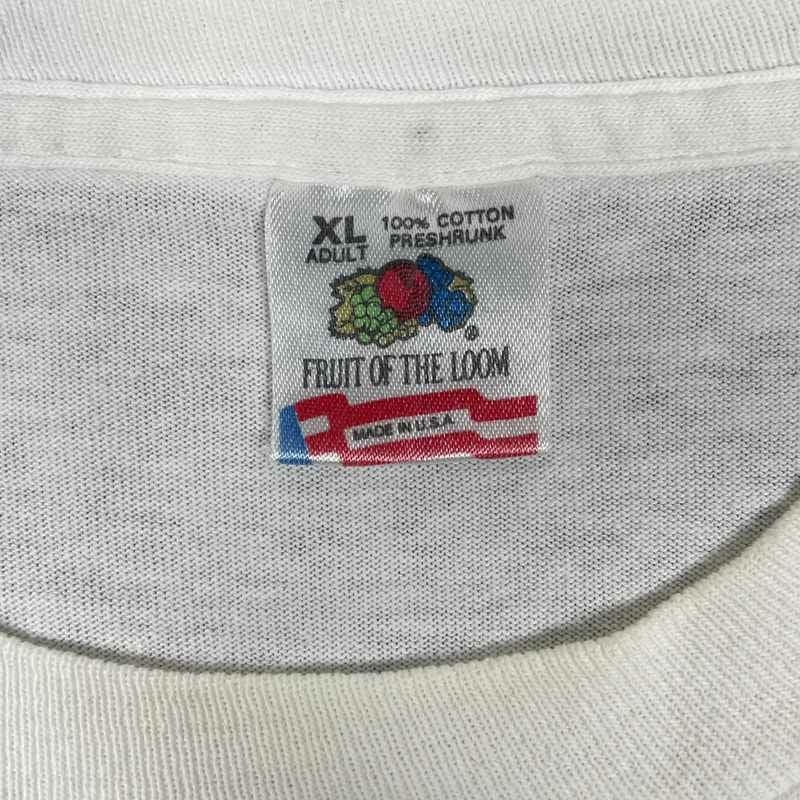 XL 100% COTTON
ADULT PRESHRUNK
®
FRUIT OF THE LOOM
MADE IN U.S.A.